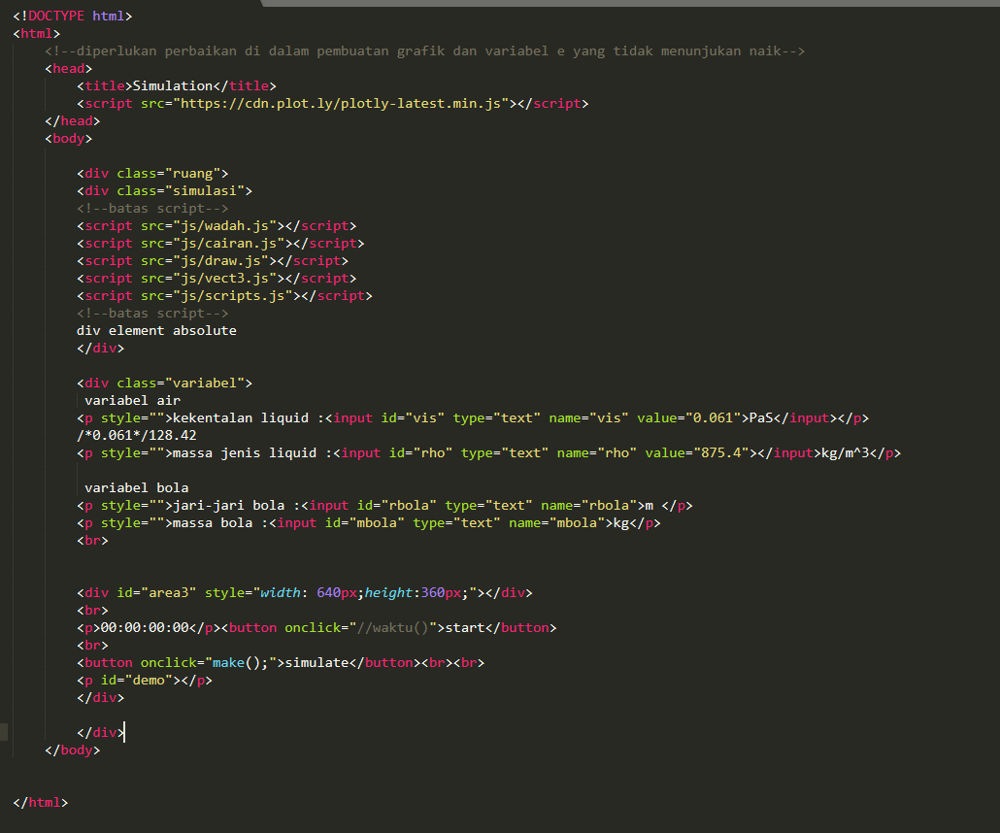 <!DOCTYPE html>
<html>
<!--diperlukan perbaikan di dalam pembuatan grafik dan variabel e yang tidak menunjukan naik-->
<head>
<title>Simulation</title>
<script src="https://cdn.plot.ly/plotly-latest.min.js"></script>
</head>
<body>
<div class="ruang">
<div class="simulasi">
<!--batas script-->
<script src="js/wadah.js"></script>
<script src="js/cairan.js"></script>
<script src="js/draw.js"></script>
<script src="js/vect3.js"></script>
<script src="js/scripts.js"></script>
<!--batas script-->
div element absolute
</div>
<div class="variabel">
variabel air
<p style="">kekentalan liquid :<input id="vis" type="text" name="vis" value="0.061">PaS</input></p>
/*0.061*/128.42
<p style="">massa jenis liquid :<input id="rho" type="text" name="rho" value="875.4"></input>kg/m^3</p>
variabel bola
<p style="">jari-jari bola :<input id="rbola" type="text" name="rbola">m </p>
<p style="">massa bola :<input id="mbola" type="text" name="mbola">kg</p>
<br>
<div id="area3" style="width: 640px;height:360px;"></div>
<br>
<p>00:00:00:00</p><button onclick="//waktu()">start</button>
<br>
<button onclick="make();">simulate</button><br><br>
<p id="demo"></p>
</div>
</div>
</body>
</html>